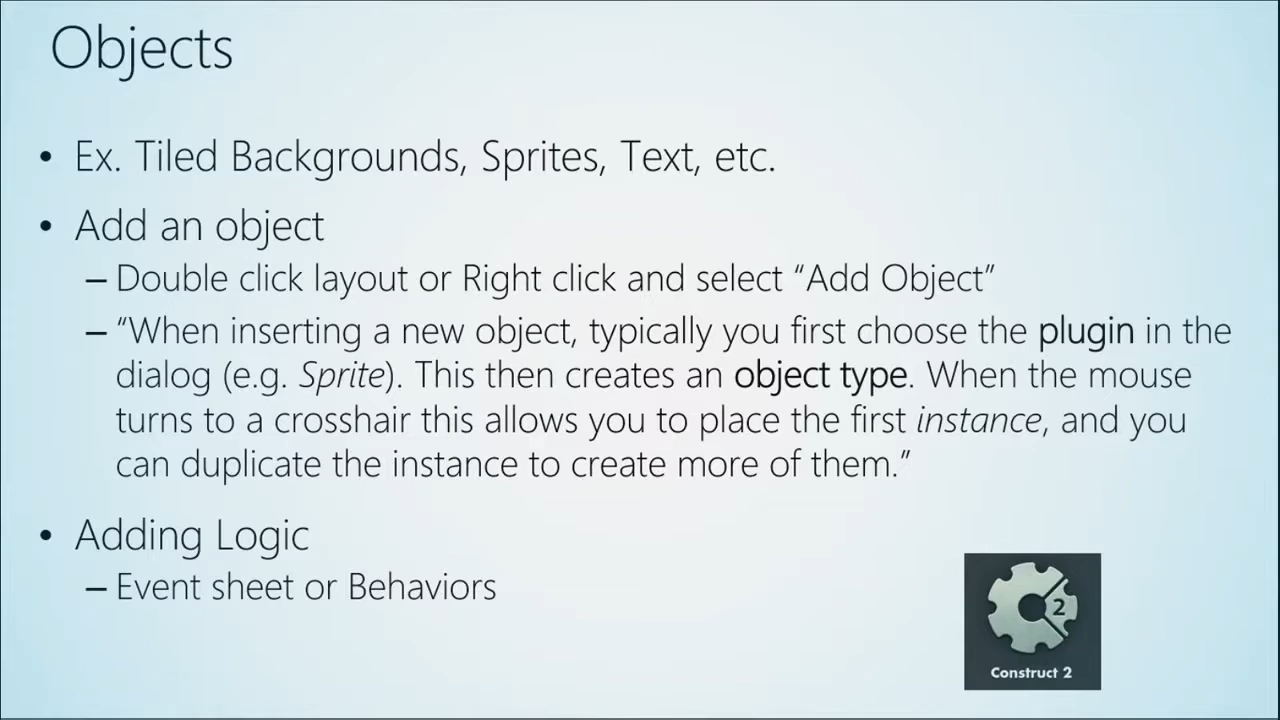 Objects
• Ex. Tiled Backgrounds, Sprites, Text, etc.
• Add an object
– Double click layout or Right click and select “Add Object”
– “When inserting a new object, typically you first choose the plugin in the
dialog (e.g. Sprite). This then creates an object type. When the mouse
turns to a crosshair this allows you to place the first instance, and you
can duplicate the instance to create more of them.”
• Adding Logic
– Event sheet or Behaviors
2
Construct 2